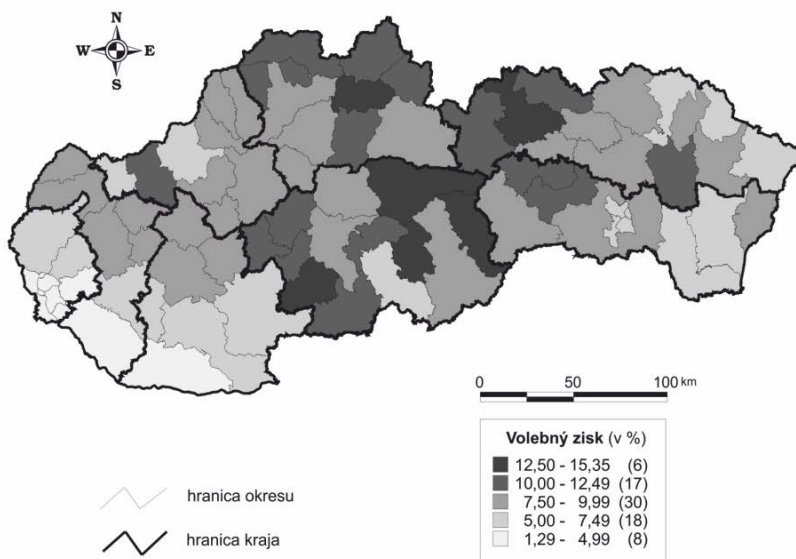 N
W E
S
0 50 100 km
Volebný zisk (v %)
12,50 - 15,35 (6)
10,00 - 12,49 (17)
7,50 - 9,99 (30)
5,00 - 7,49 (18)
1,29 - 4,99 (8)
hranica okresu
hranica kraja